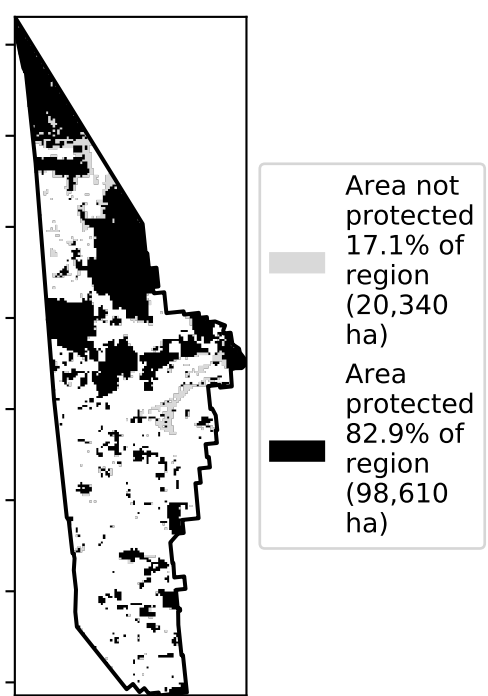 Area not
protected
17.1% of
region
(20,340
ha)
Area
protected
82.9% of
region
(98,610
ha)